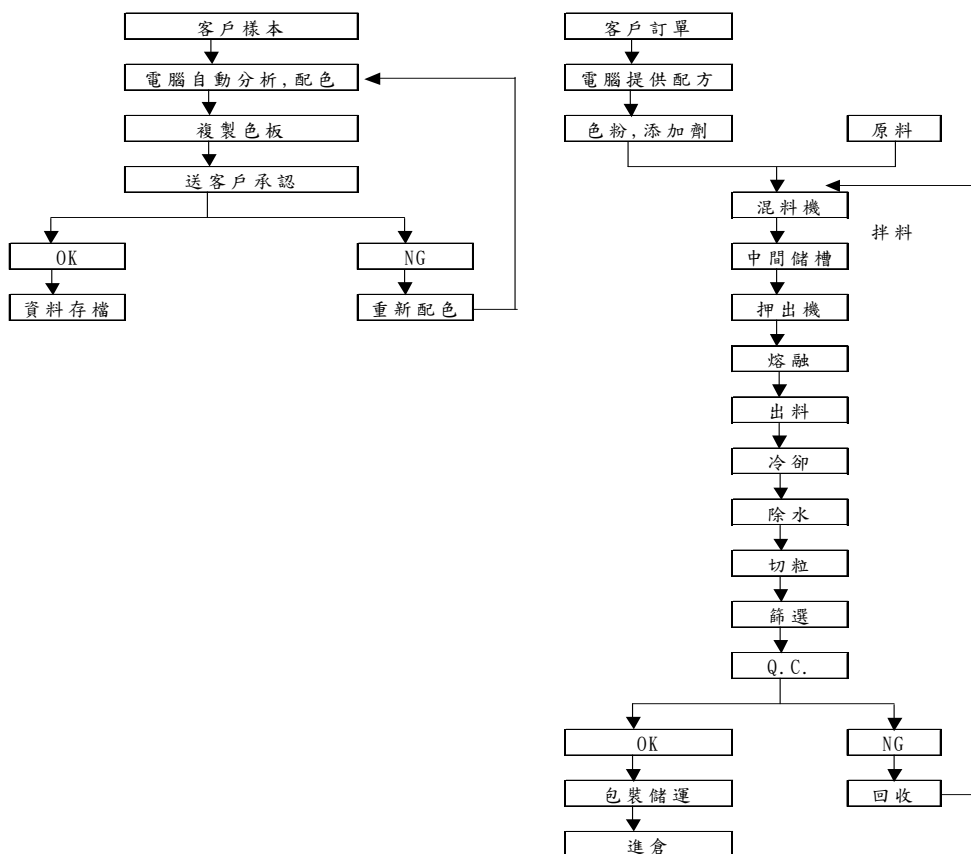 客戶樣本
電腦自動分析,配色
複製色板
送客戶承認
OK
NG
資料存檔
重新配色
客戶訂單
電腦提供配方
色粉,添加劑
原料
混料機
拌料
中間儲槽
押出機
熔融
出料
冷卻
除水
切粒
篩選
Q.C.
OK
NG
包裝儲運
回收
進倉